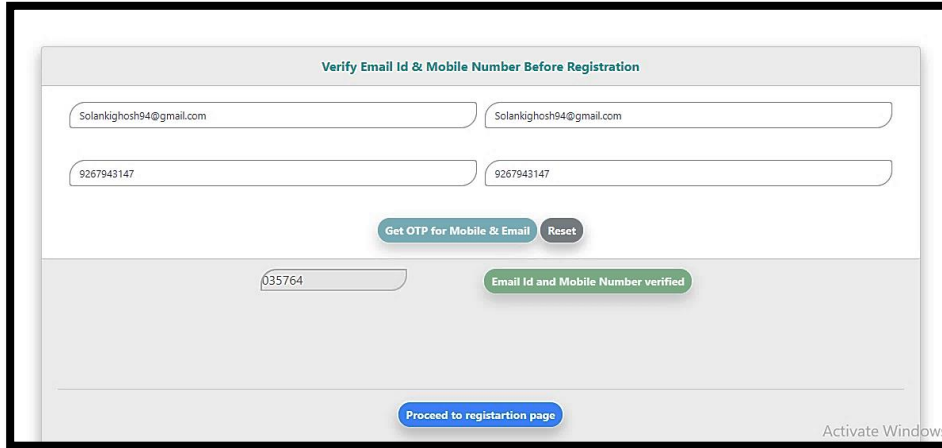 Verify Email Id & Mobile Number Before Registration
Solankighosh94@gmail.com Solankighosh94@gmail.com
9267943147 9267943147
Get OTP for Mobile & Email Reset
035764 Email Id and Mobile Number verified
Proceed to registartion page
Activate Windows